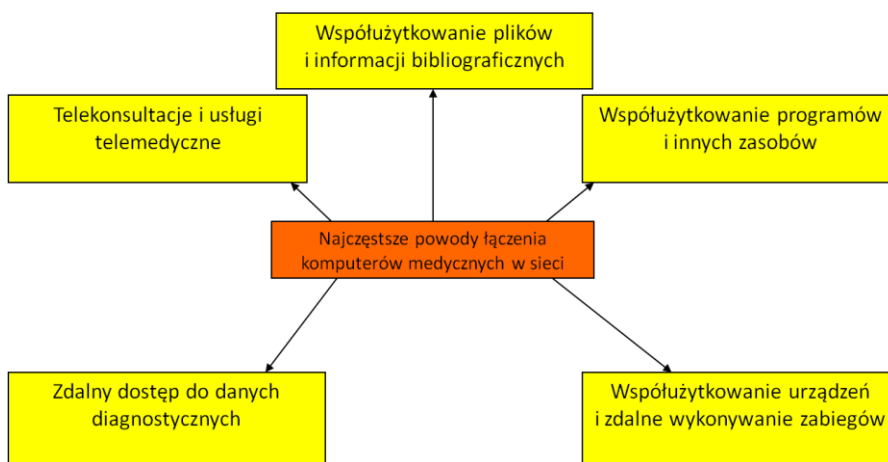 Współużytkowanie plików
i informacji bibliograficznych
Telekonsultacje i usługi
telemedyczne
Współużytkowanie programów
i innych zasobów
Najczęstsze powody łączenia
komputerów medycznych w sieci
Zdalny dostęp do danych
diagnostycznych
Współużytkowanie urządzeń
i zdalne wykonywanie zabiegów